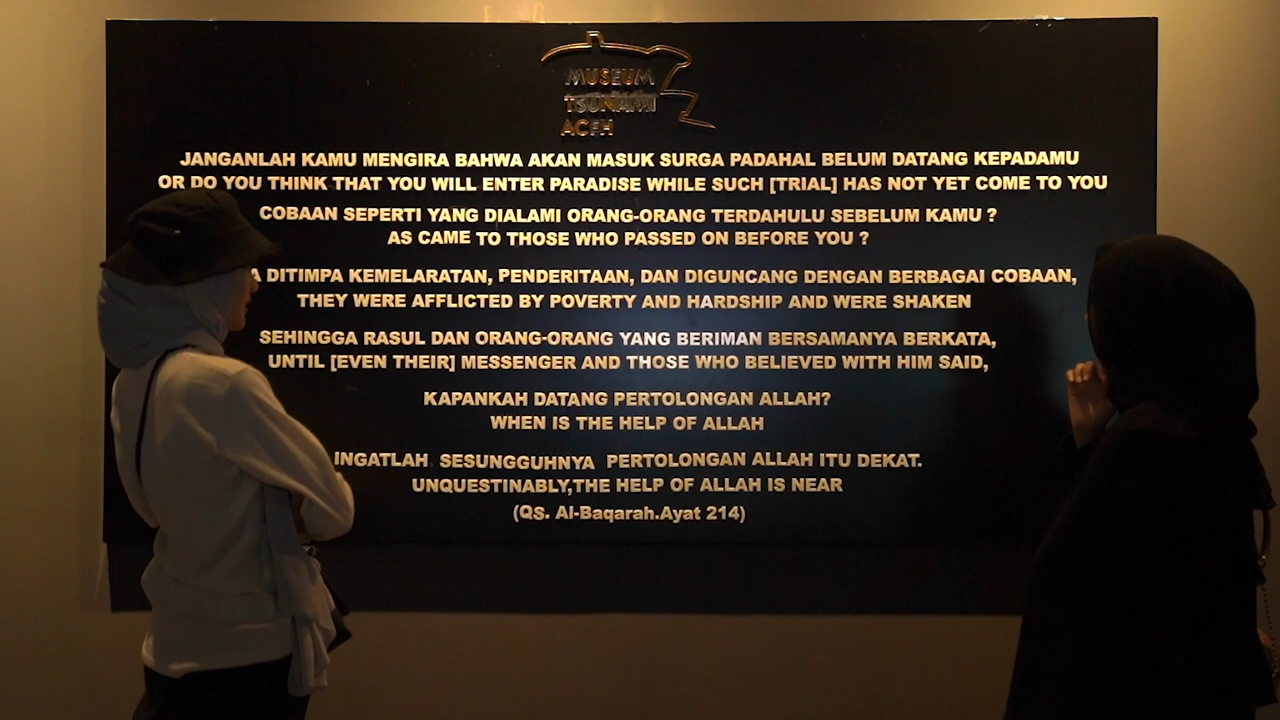 MUSEUM
TSUNAMI
ACEH
JANGANLAH KAMU MENGIRA BAHWA AKAN MASUK SURGA PADAHAL BELUM DATANG KEPADAMU
OR DO YOU THINK THAT YOU WILL ENTER PARADISE WHILE SUCH [TRIAL] HAS NOT YET COME TO YOU
COBAAN SEPERTI YANG DIALAMI ORANG-ORANG TERDAHULU SEBELUM KAMU ?
AS CAME TO THOSE WHO PASSED ON BEFORE YOU ?
A DITIMPA KEMELARATAN, PENDERITAAN, DAN DIGUNCANG DENGAN BERBAGAI COBAAN,
THEY WERE AFFLICTED BY POVERTY AND HARDSHIP AND WERE SHAKEN
SEHINGGA RASUL DAN ORANG-ORANG YANG BERIMAN BERSAMANYA BERKATA,
UNTIL [EVEN THEIR] MESSENGER AND THOSE WHO BELIEVED WITH HIM SAID,
KAPANKAH DATANG PERTOLONGAN ALLAH?
WHEN IS THE HELP OF ALLAH
INGATLAH SESUNGGUHNYA PERTOLONGAN ALLAH ITU DEKAT.
UNQUESTINABLY,THE HELP OF ALLAH IS NEAR
(Qs. Al-Baqarah.Ayat 214)